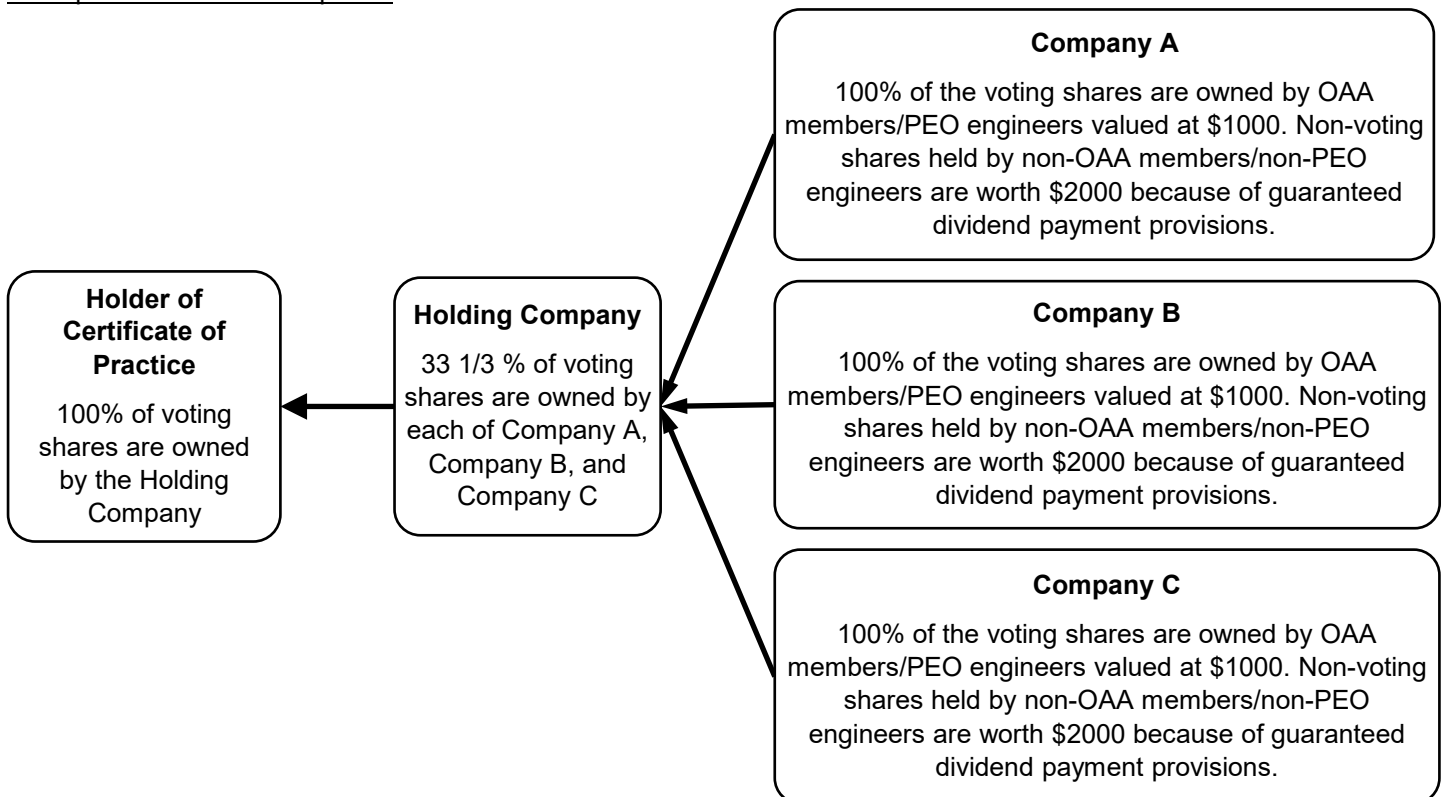 Holder of
Certificate of
Practice
100% of voting
shares are owned
by the Holding
Company
Holding Company
33 1/3 % of voting
shares are owned by
each of Company A,
Company B, and
Company C
Company A
100% of the voting shares are owned by OAA
members/PEO engineers valued at $1000. Non-voting
shares held by non-OAA members/non-PEO
engineers are worth $2000 because of guaranteed
dividend payment provisions.
Company B
100% of the voting shares are owned by OAA
members/PEO engineers valued at $1000. Non-voting
shares held by non-OAA members/non-PEO
engineers are worth $2000 because of guaranteed
dividend payment provisions.
Company C
100% of the voting shares are owned by OAA
members/PEO engineers valued at $1000. Non-voting
shares held by non-OAA members/non-PEO
engineers are worth $2000 because of guaranteed
dividend payment provisions.